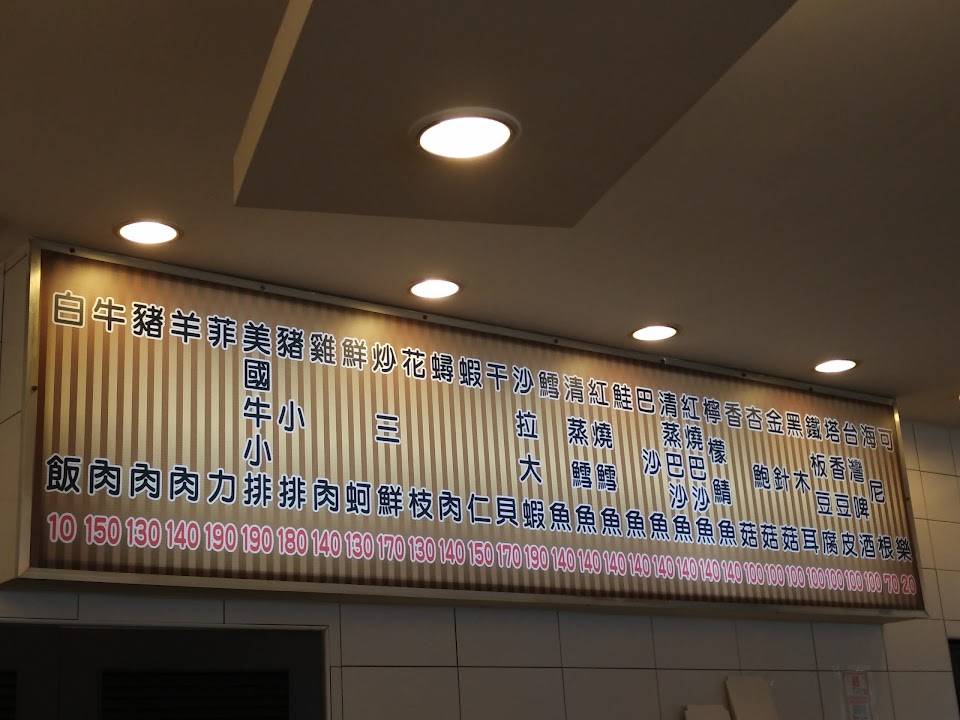 白飯 10
牛肉 150
豬肉 130
羊肉 140
菲力 190
美國牛小排 190
豬小排 180
雞肉 140
鮮蚵 130
炒三鮮 170
花枝 130
蟳肉 140
蝦仁 150
干貝 170
沙拉大蝦 190
鱈魚 140
清蒸鱈魚 140
紅燒鱈魚 140
鮭魚 140
巴沙魚 140
清蒸巴沙魚 140
紅燒巴沙魚 140
檸檬鯖魚 140
香菇 100
杏鮑菇 100
金針菇 100
黑木耳 100
鐵板豆腐 100
塔香豆皮 100
台灣啤酒 100
海尼根 70
可樂 20